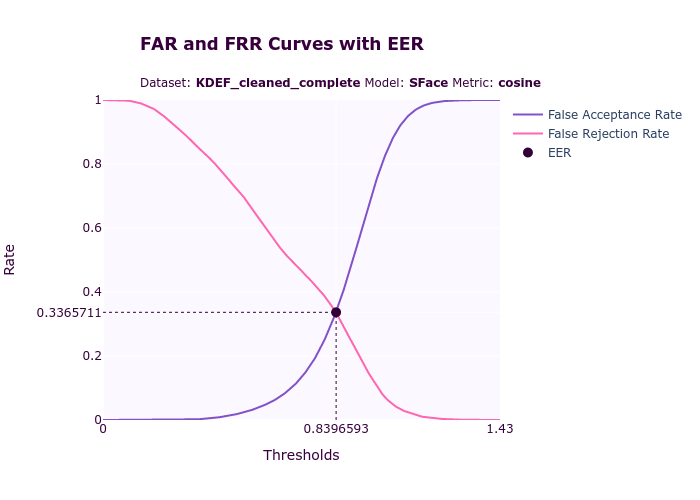 FAR and FRR Curves with EER
Dataset: KDEF_cleaned_complete Model: SFace Metric: cosine
False Acceptance Rate
False Rejection Rate
EER
Rate
1
0.8
0.6
0.4
0.3365711
0.2
0
0
0.8396593
1.43
Thresholds